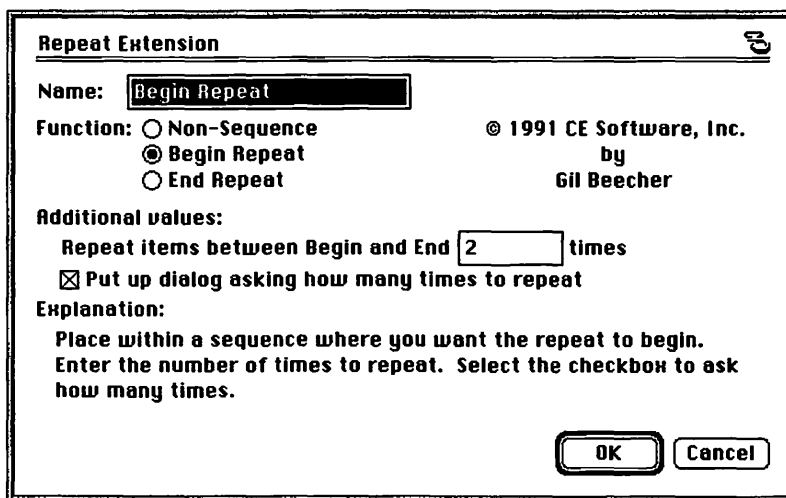 Repeat Extension
Name: Begin Repeat
Function: Non-Sequence
Begin Repeat
End Repeat
© 1991 CE Software, Inc.
by
Gil Beecher
Additional values:
Repeat items between Begin and End 2 times
Put up dialog asking how many times to repeat
Explanation:
Place within a sequence where you want the repeat to begin.
Enter the number of times to repeat. Select the checkbox to ask
how many times.
OK Cancel